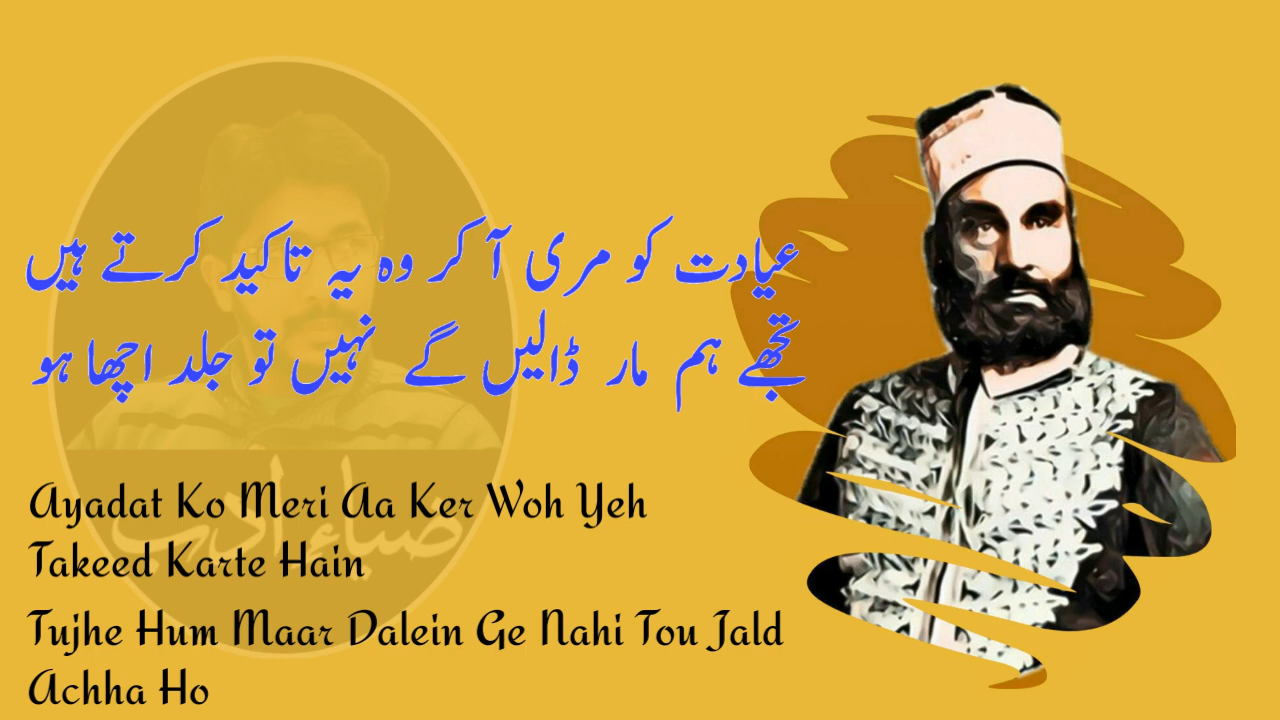 عیادت کو مری آ کر وہ یہ تاکید کرتے ہیں
تجھے ہم مار ڈالیں گے نہیں تو جلد اچھا ہو
Ayadat Ko Meri Aa Ker Woh Yeh
Takeed Karte Hain
ضیاء ادب
Tujhe Hum Maar Dalein Ge Nahi Tou Jald
Achha Ho